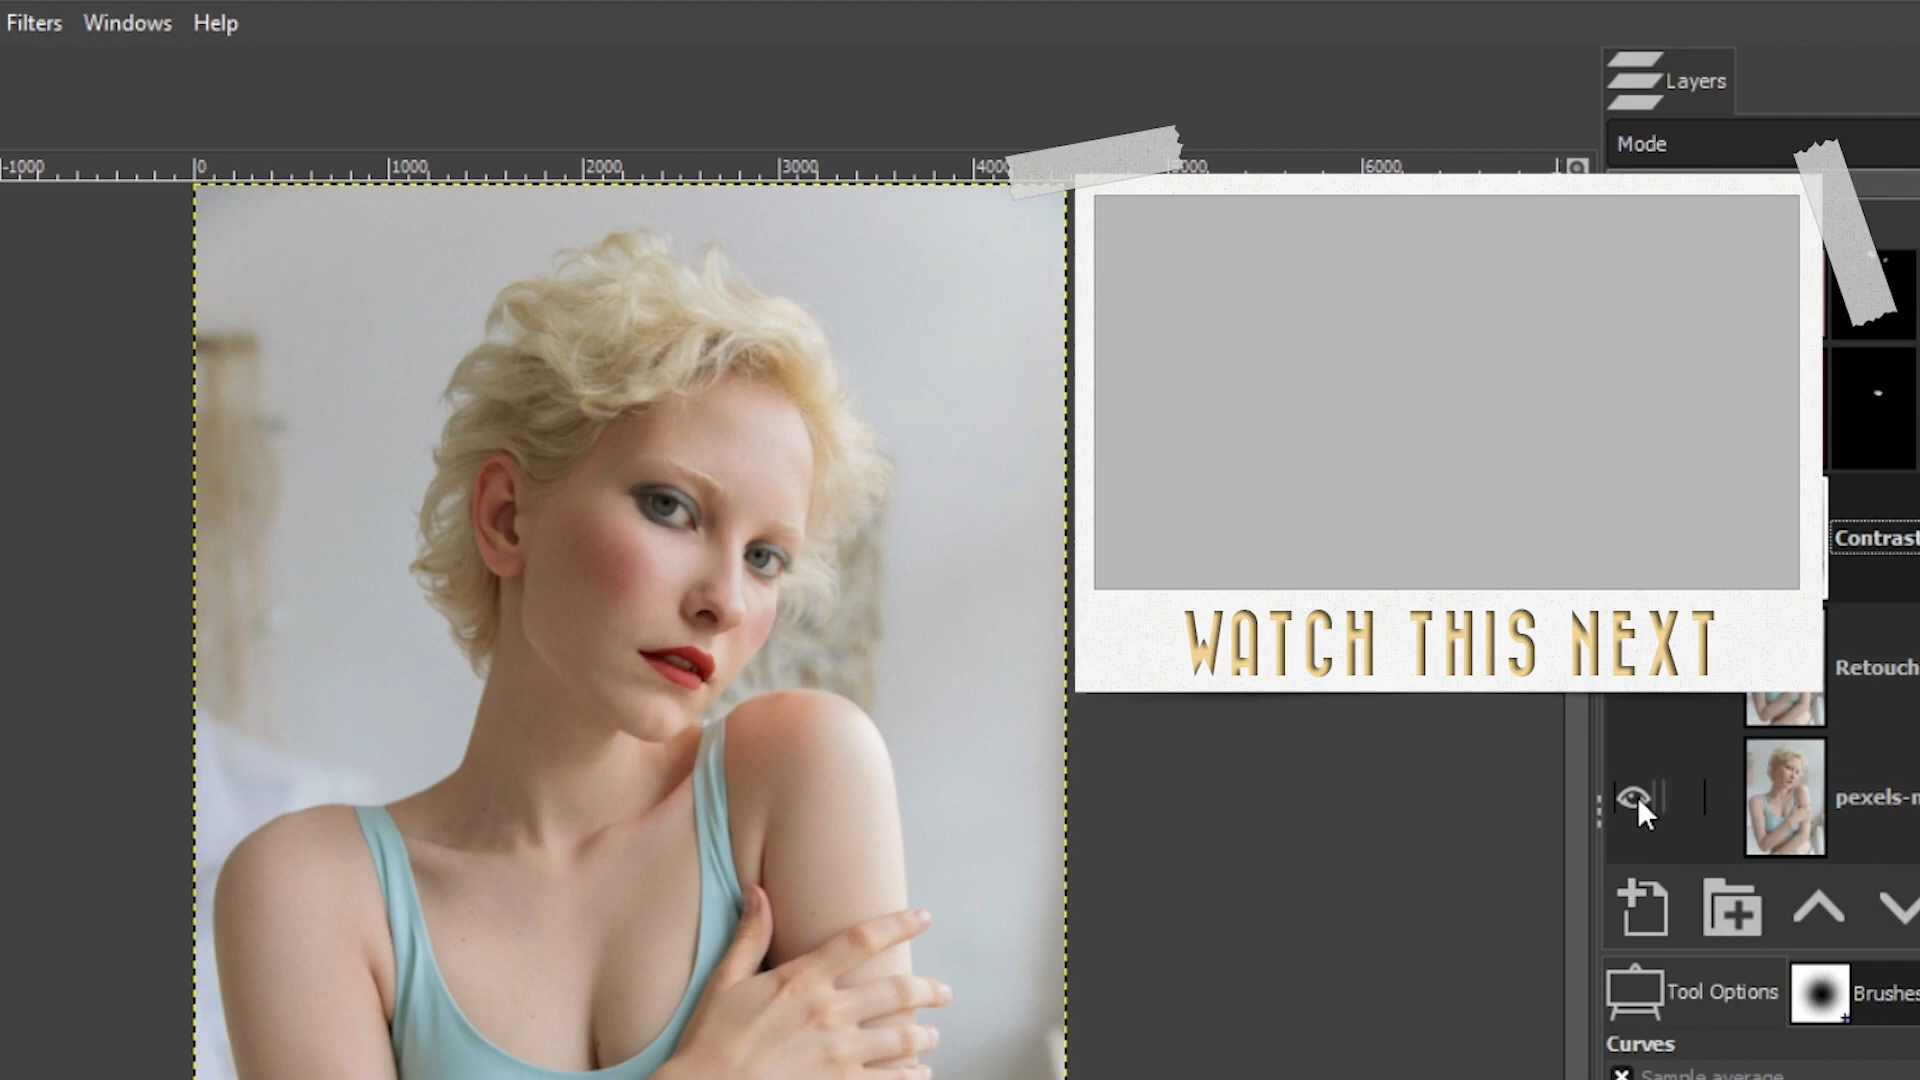 Filters Windows Help
Layers
Mode
-1000 0 1000 2000 3000 4000 5000 6000
Contrast
WATCH THIS NEXT
Retouch
pexels-
Tool Options Brushes
Curves
Sample average